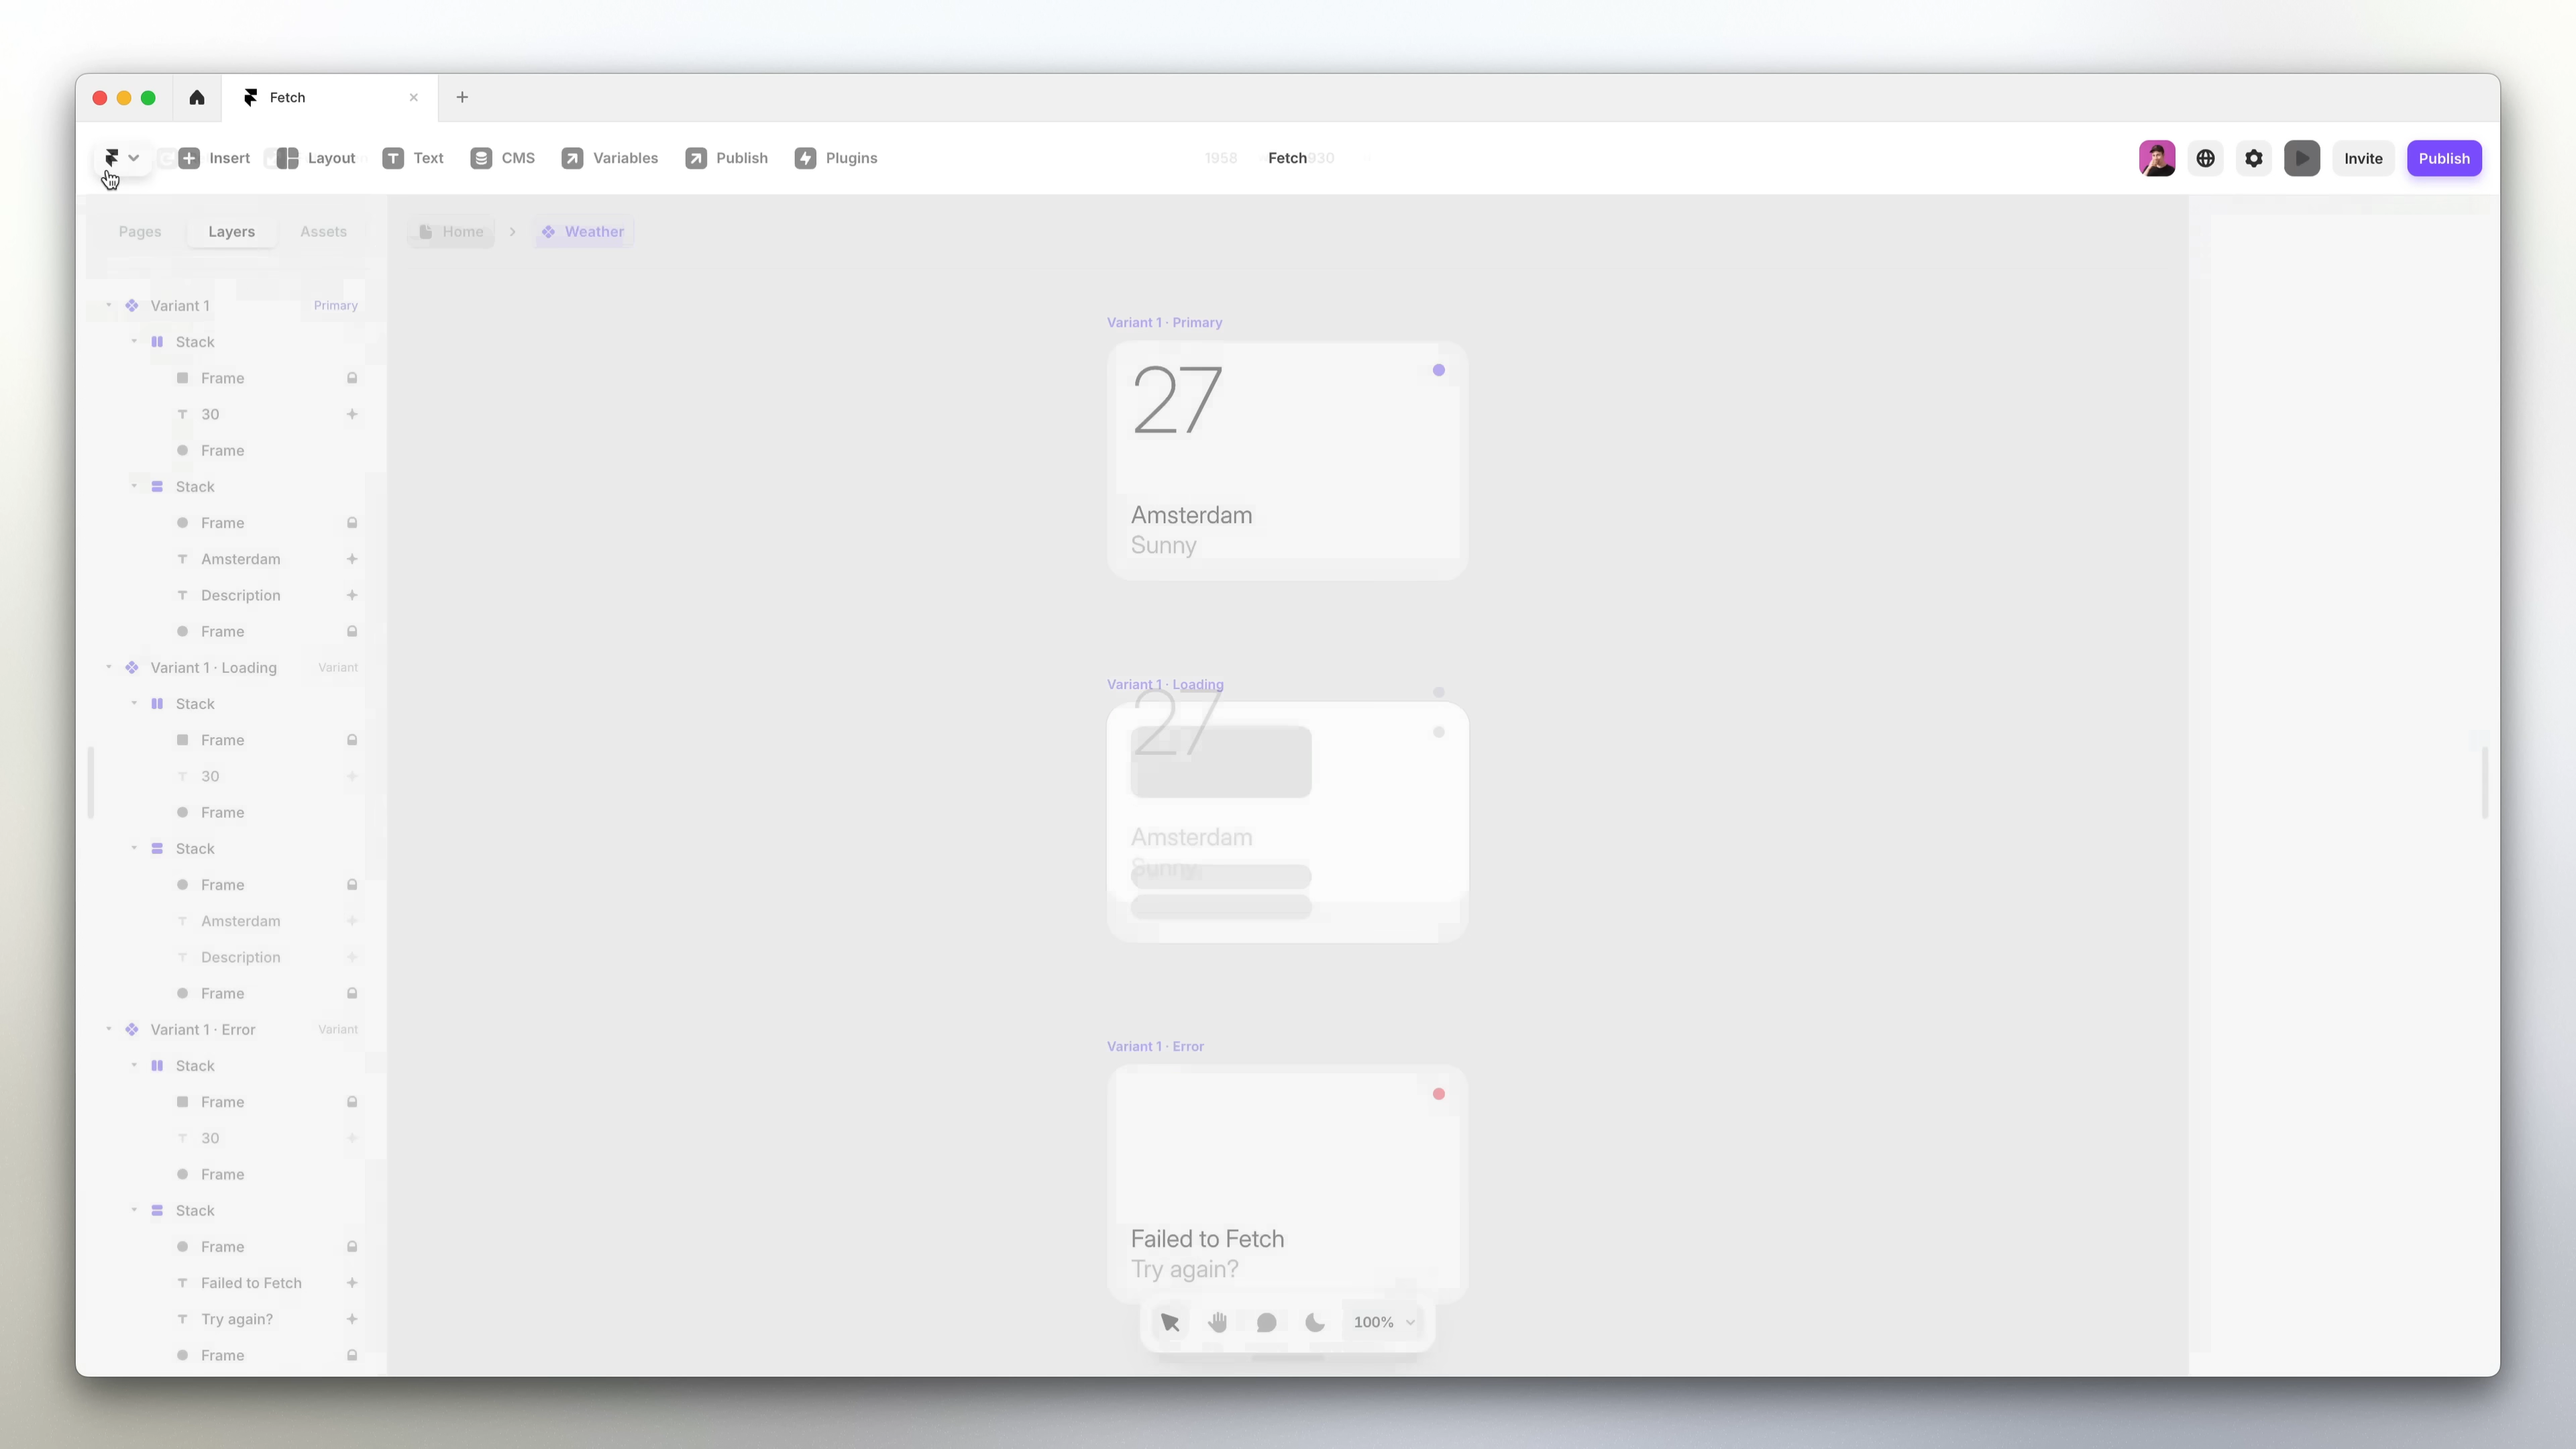 Fetch
Insert Layout Text CMS Variables Publish Plugins
1958 Fetch 930
Invite Publish
Pages Layers Assets
Home Weather
Variant 1 Primary
Stack
Frame
30
Frame
Stack
Frame
Amsterdam
Description
Frame
Variant 1 · Loading Variant
Stack
Frame
30
Frame
Stack
Frame
Amsterdam
Description
Frame
Variant 1 · Error Variant
Stack
Frame
30
Frame
Stack
Frame
Failed to Fetch
Try again?
Frame
Variant 1 · Primary
27
Amsterdam
Sunny
Variant 1 · Loading
27
Amsterdam
Sunny
Variant 1 · Error
Failed to Fetch
Try again?
100%